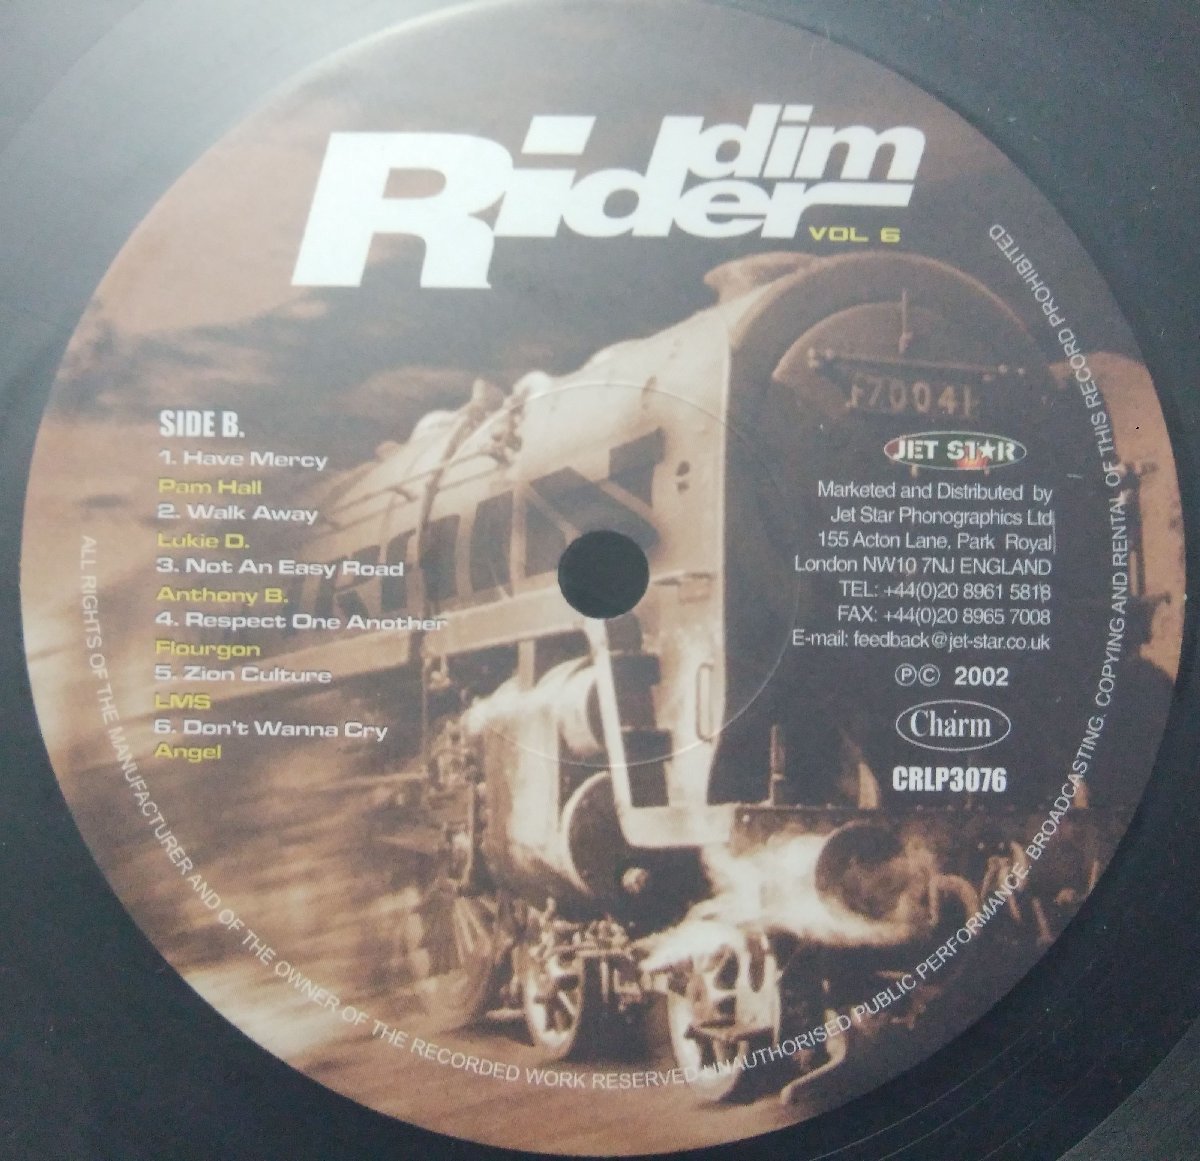 Riddim
Rider
VOL 6
SIDE B.
1. Have Mercy
Pam Hall
2. Walk Away
Lukie D.
3. Not An Easy Road
Anthony B.
4. Respect One Another
Flourgon
5. Zion Culture
LMS
6. Don't Wanna Cry
Angel
F70041
JET ST★R
Marketed and Distributed by
Jet Star Phonographics Ltd
155 Acton Lane, Park Royal
London NW10 7NJ ENGLAND
TEL: +44(0)20 8961 5818
FAX: +44(0)20 8965 7008
E-mail: feedback@jet-star.co.uk
ⓅⒸ 2002
Charm
CRLP3076
ALL RIGHTS OF THE MANUFACTURER AND OF THE OWNER OF THE RECORDED WORK RESERVED UNAUTHORISED PUBLIC PERFORMANCE. BROADCASTING. COPYING AND RENTAL OF THIS RECORD PROHIBITED